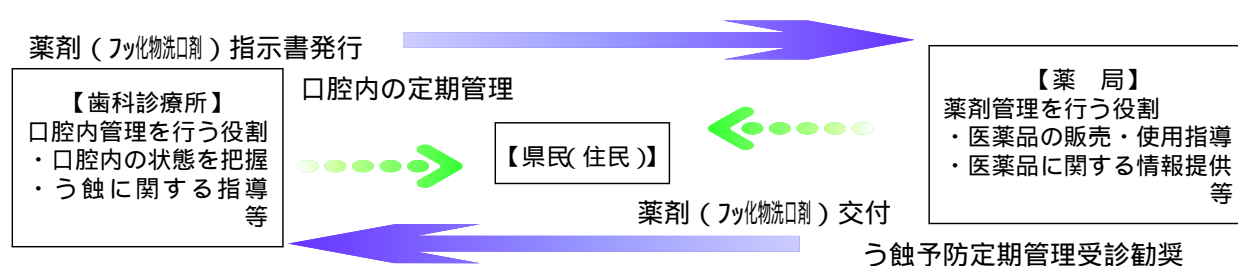 薬剤（フッ化物洗口剤）指示書発行
【歯科診療所】
口腔内管理を行う役割
・口腔内の状態を把握
・う蝕に関する指導
等
口腔内の定期管理
【県民（住民）】
【薬　局】
薬剤管理を行う役割
・医薬品の販売・使用指導
・医薬品に関する情報提供
等
薬剤（フッ化物洗口剤）交付
う蝕予防定期管理受診勧奨